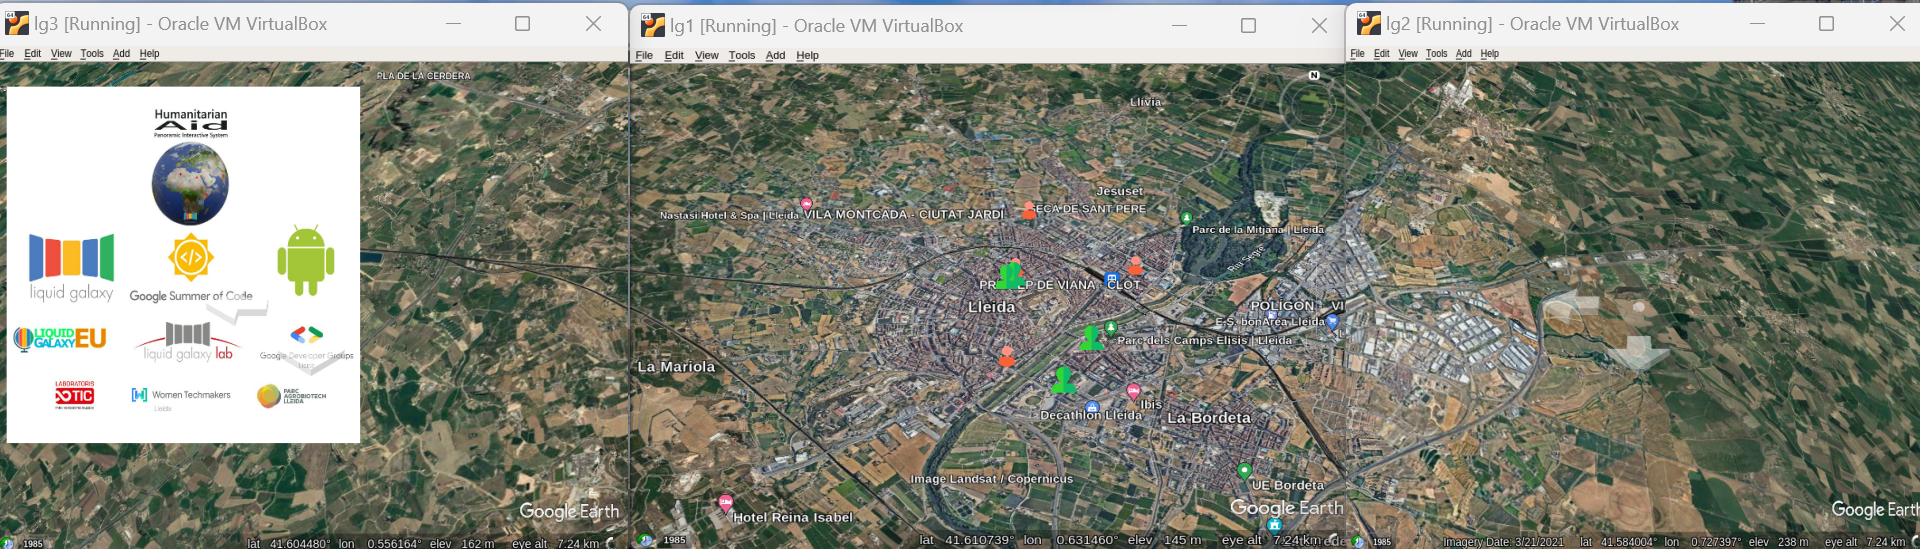 lg3 [Running] - Oracle VM VirtualBox
File Edit View Tools Add Help
PLA DE LA CERDERA
Humanitarian
Aid
Panoramic Interactive System
liquid galaxy
Google Summer of Code
LIQUID
GALAXY EU
liquid galaxy lab
Google Developer Groups
LABORATORIS
TIC
Women Techmakers
Lleida
PARC
AGROBIOTECH
LLEIDA
Google Earth
1985
lat 41.604480° lon 0.556164° elev 162 m eye alt 7.24 km
lg1 [Running] - Oracle VM VirtualBox
File Edit View Tools Add Help
N
Llívia
Jesuset
SECA DE SANT PERE
Nastasi Hotel & Spa | Lleida
VILA MONTCADA - CIUTAT JARDI
Parc de la Mitjana | Lleida
Riu Segre
DE VIANA - CLOT
Lleida
POLÍGON
VI
E.S. bonÀrea Lleida
Parc dels Camps Elisis | Lleida
La Mariola
Ibis
Decathlon Lleida
La Bordeta
Image Landsat / Copernicus
UE Bordeta
Google Earth
Hotel Reina Isabel
1985
lat 41.610739° lon 0.631460° elev 145 m eye alt 7.24 km
lg2 [Running] - Oracle VM VirtualBox
File Edit View Tools Add Help
Google Earth
1985
Imagery Date: 3/21/2021 lat 41.584004° lon 0.727397° elev 238 m eye alt 7.24 km